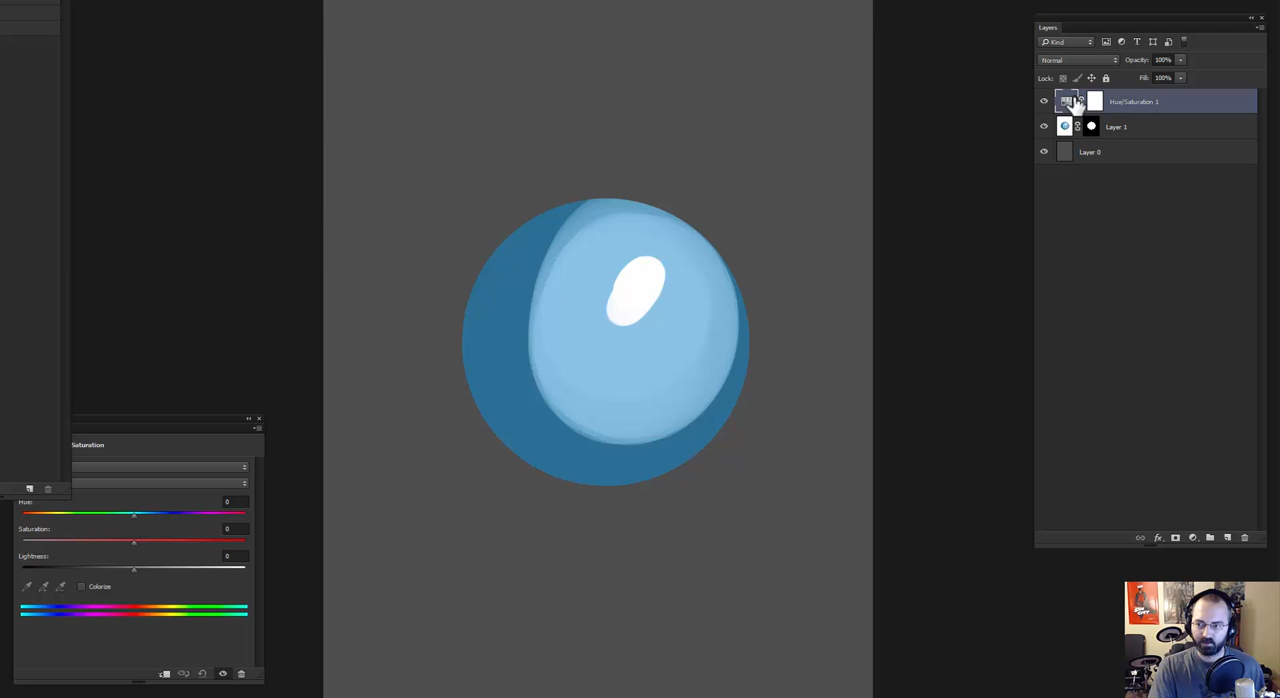 Layers
Kind
Normal
Opacity: 100%
Lock:
Fill: 100%
Hue/Saturation 1
Layer 1
Layer 0
Saturation
Hue:
0
Saturation:
0
Lightness:
0
Colorize